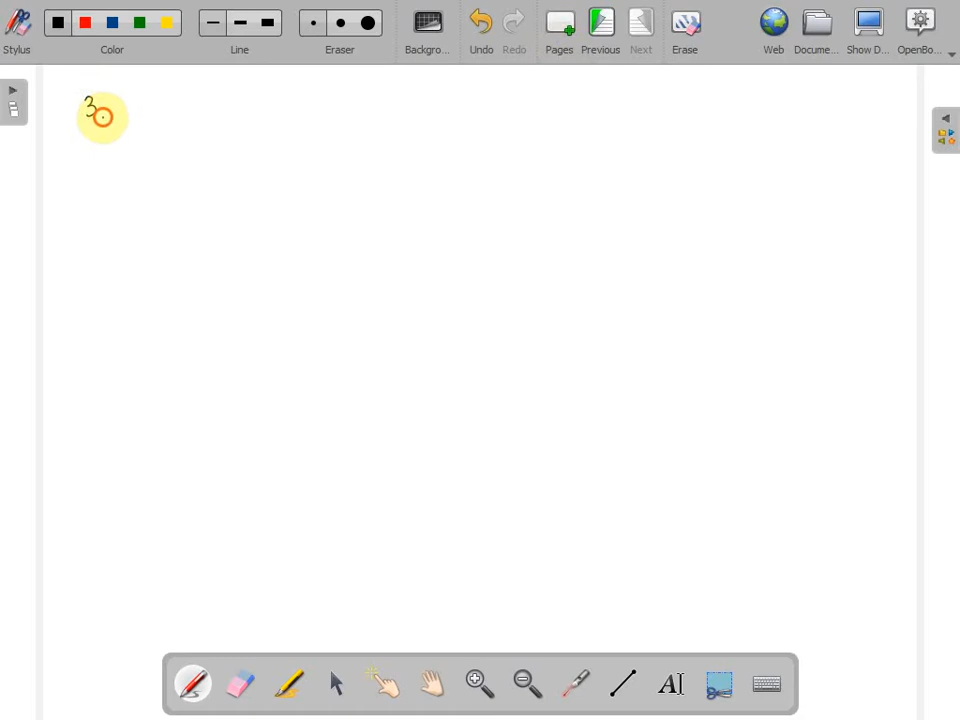 Stylus Color Line Eraser Backgro... Undo Redo Pages Previous Next Erase Web Docume... Show D... OpenBo...
3
A